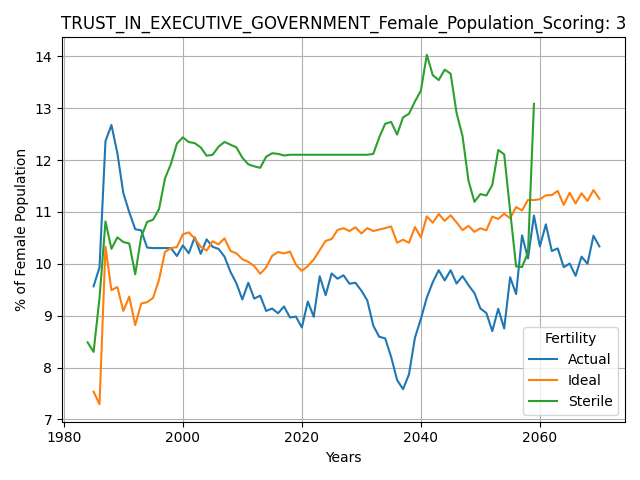 TRUST_IN_EXECUTIVE_GOVERNMENT_Female_Population_Scoring: 3
% of Female Population
14
13
12
11
10
9
8
7
1980
2000
2020
2040
2060
Years
Fertility
Actual
Ideal
Sterile